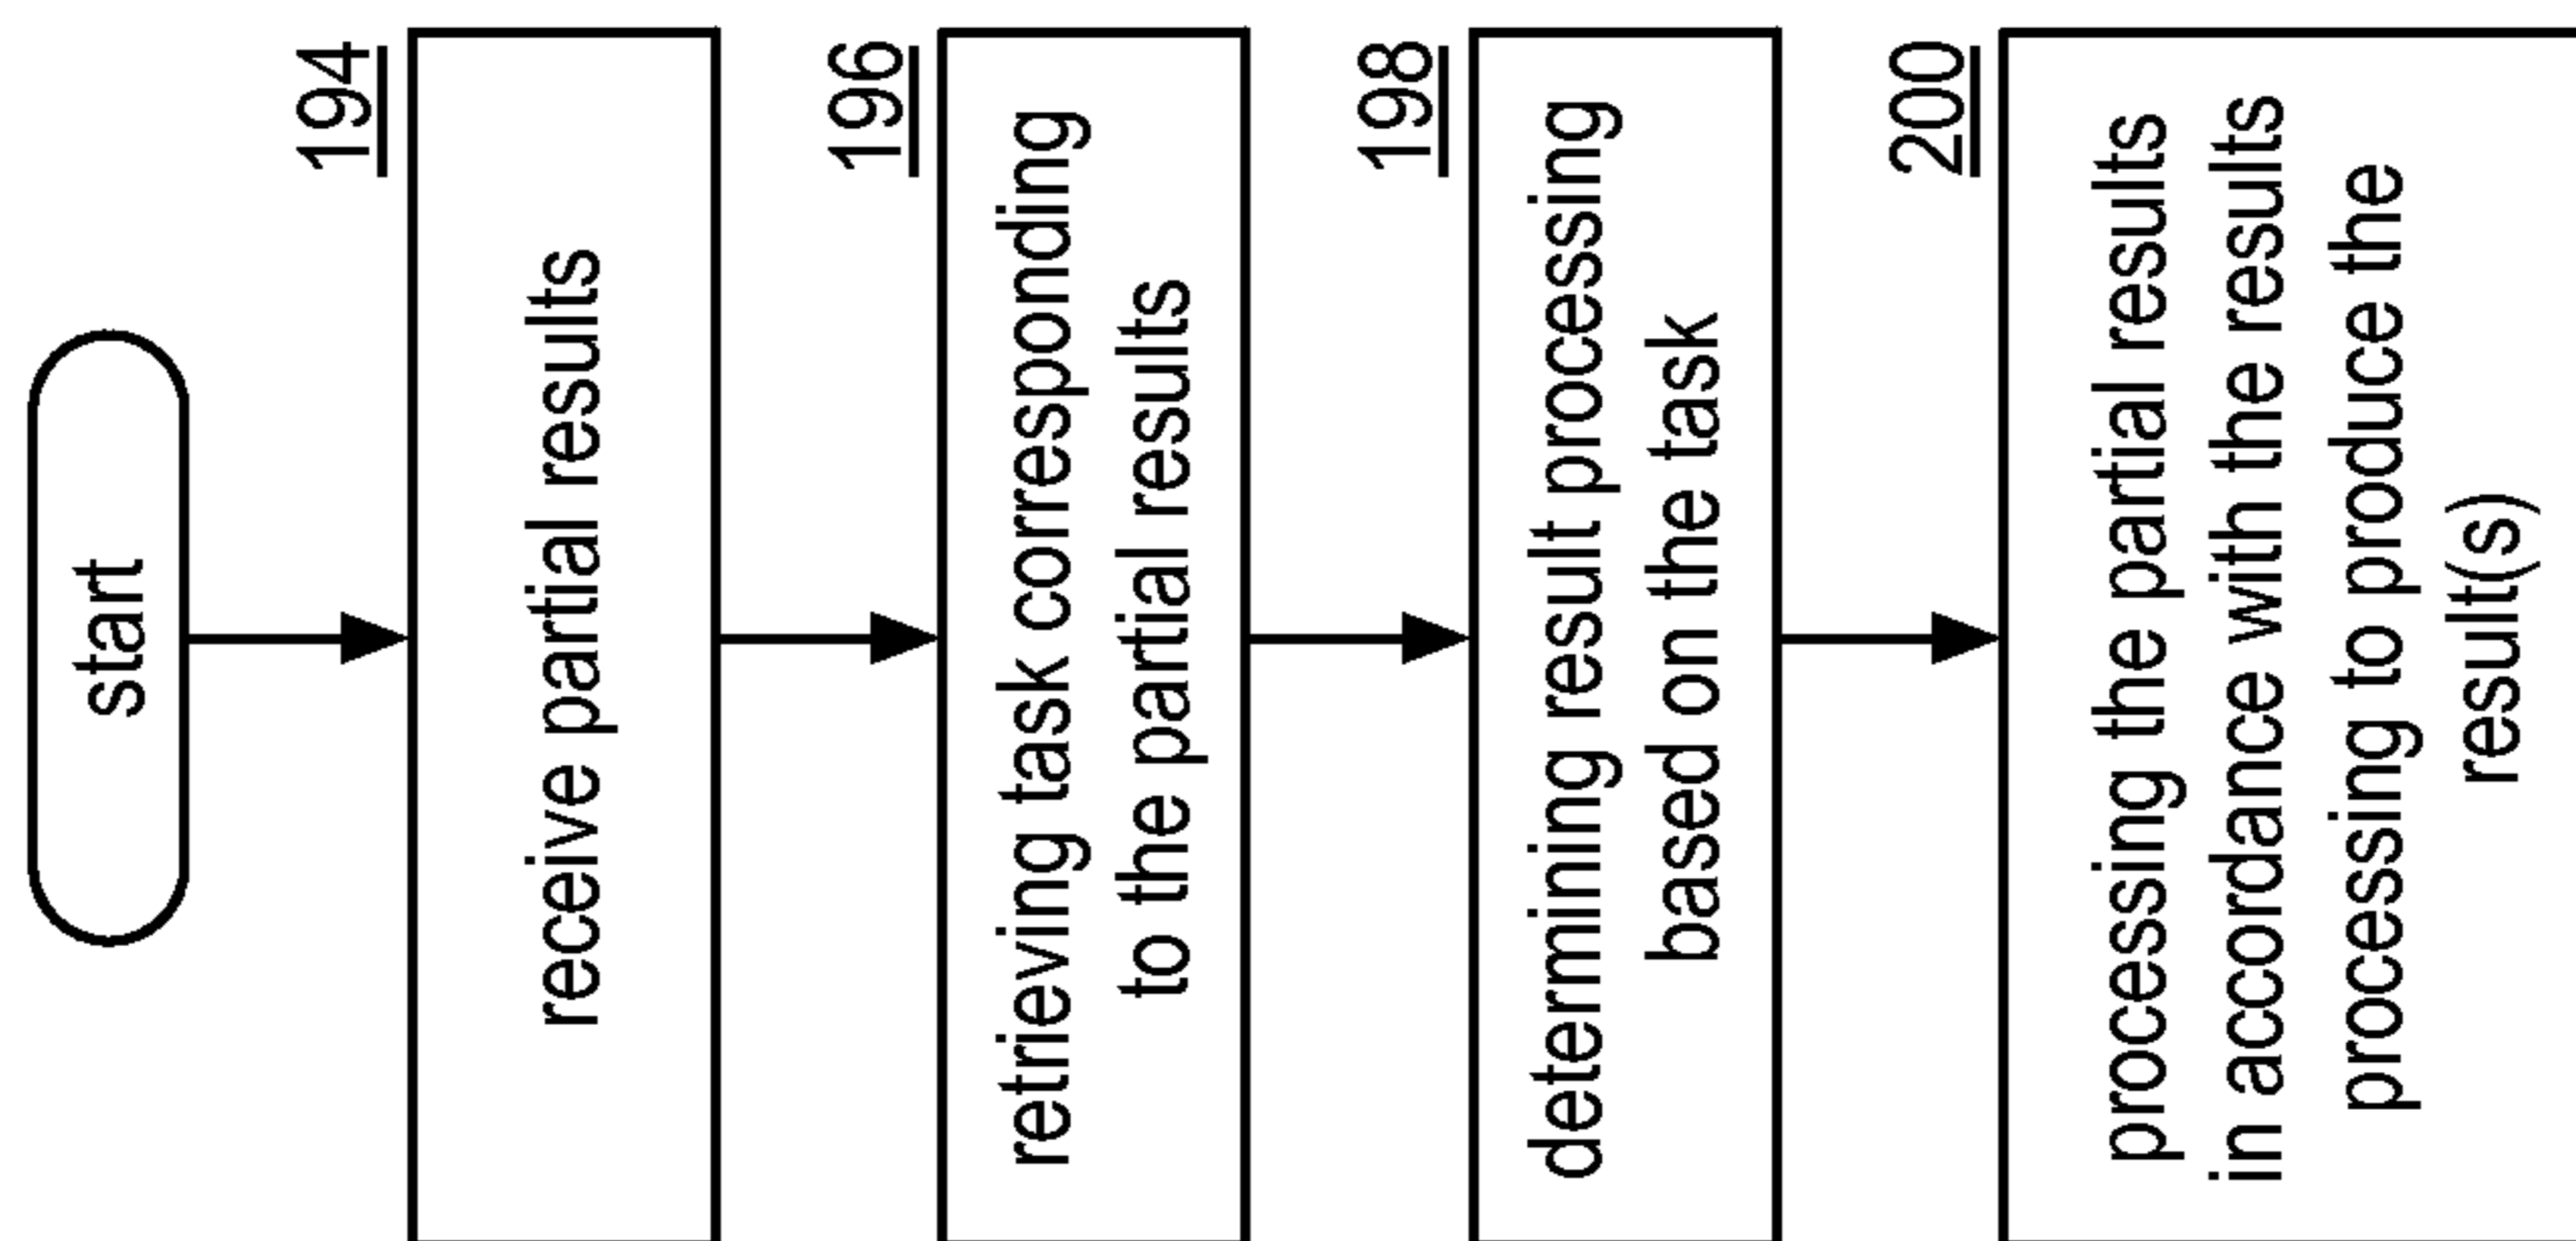 start
194
receive partial results
196
retrieving task corresponding
to the partial results
198
determining result processing
based on the task
200
processing the partial results
in accordance with the results
processing to produce the
result(s)